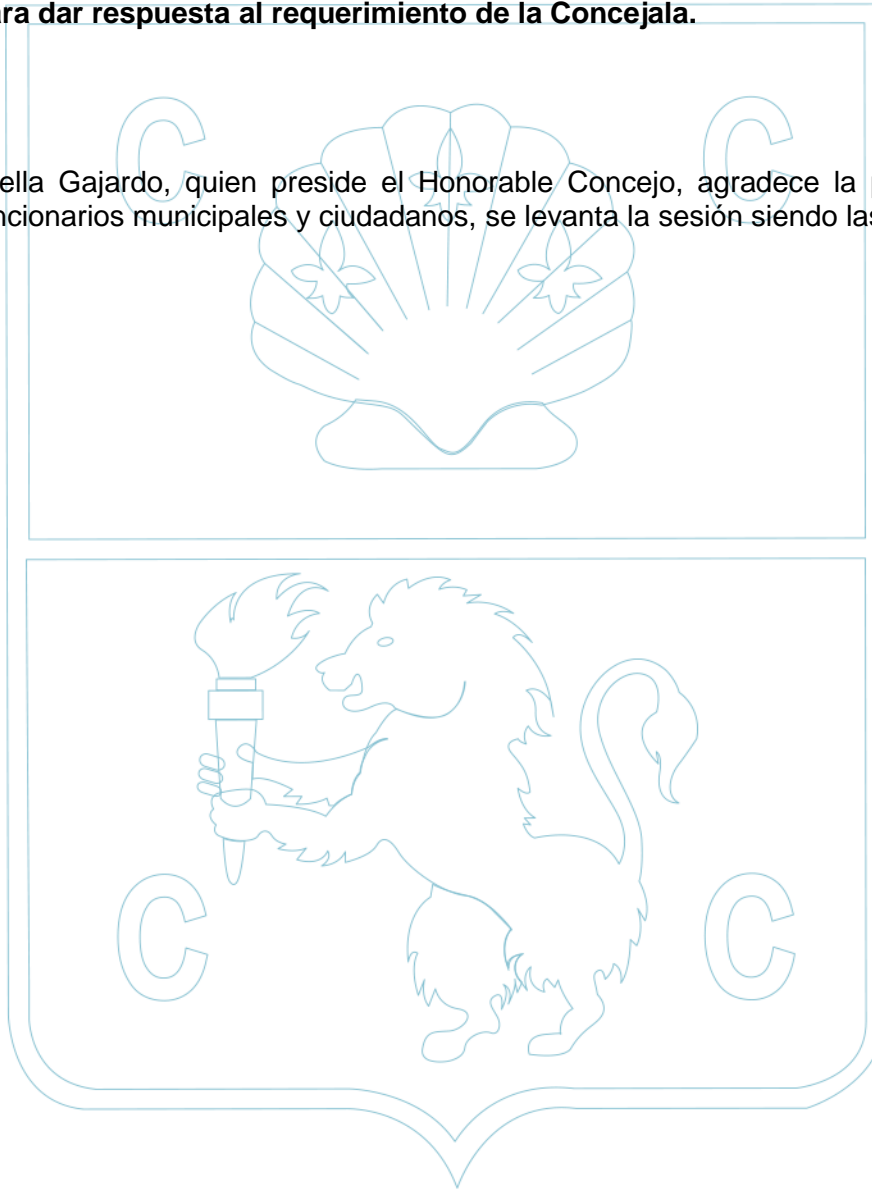 ara dar respuesta al requerimiento de la Concejala.
C C
ella Gajardo, quien preside el Honorable Concejo, agradece la
ncionarios municipales y ciudadanos, se levanta la sesión siendo las
C C